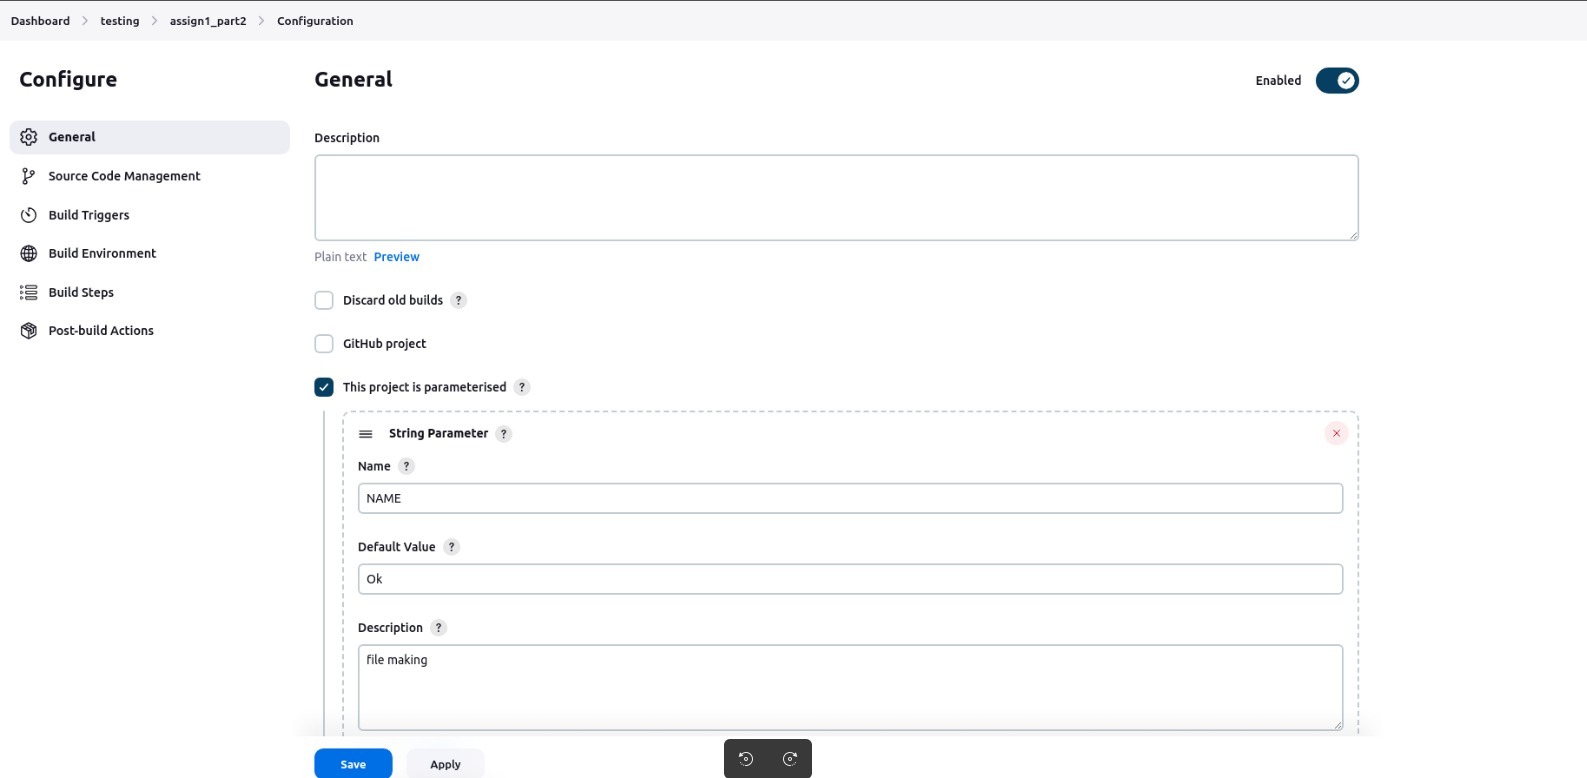 Dashboard > testing > assign1_part2 > Configuration
Configure
General
Source Code Management
Build Triggers
Build Environment
Build Steps
Post-build Actions
General
Enabled
Description
Plain text Preview
Discard old builds ?
GitHub project
This project is parameterised ?
String Parameter ?
Name ?
NAME
Default Value ?
Ok
Description ?
file making
Save Apply